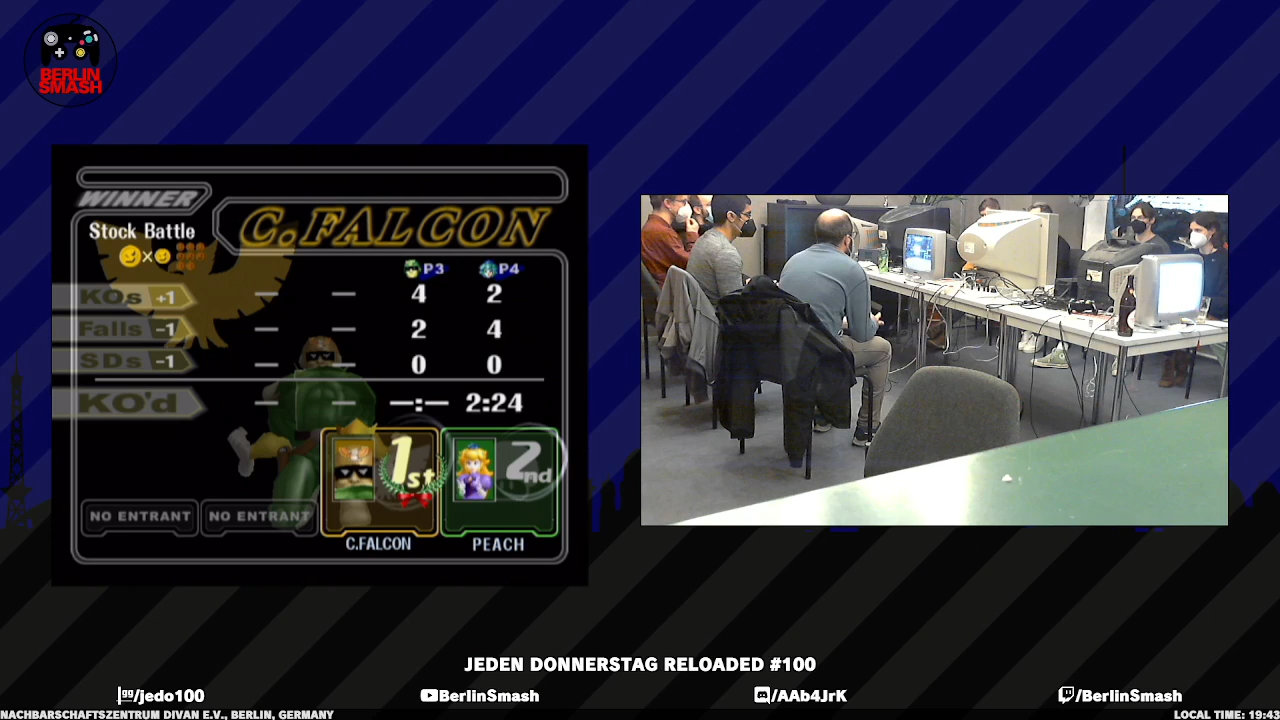 BERLIN
SMASH
WINNER
C.FALCON
Stock Battle
P3 P4
KOs +1 — — 4 2
Falls -1 — — 2 4
SDs -1 — — 0 0
KO'd — — —:— 2:24
1st 2nd
NO ENTRANT NO ENTRANT
C.FALCON PEACH
JEDEN DONNERSTAG RELOADED #100
gg/jedo100 BerlinSmash /AAb4JrK /BerlinSmash
NACHBARSCHAFTSZENTRUM DIVAN E.V., BERLIN, GERMANY LOCAL TIME: 19:43